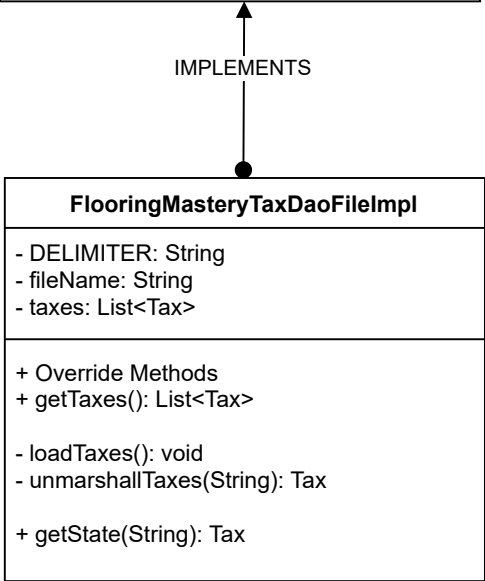 IMPLEMENTS
FlooringMasteryTaxDaoFileImpl
- DELIMITER: String
- fileName: String
- taxes: List<Tax>
+ Override Methods
+ getTaxes(): List<Tax>
- loadTaxes(): void
- unmarshallTaxes(String): Tax
+ getState(String): Tax